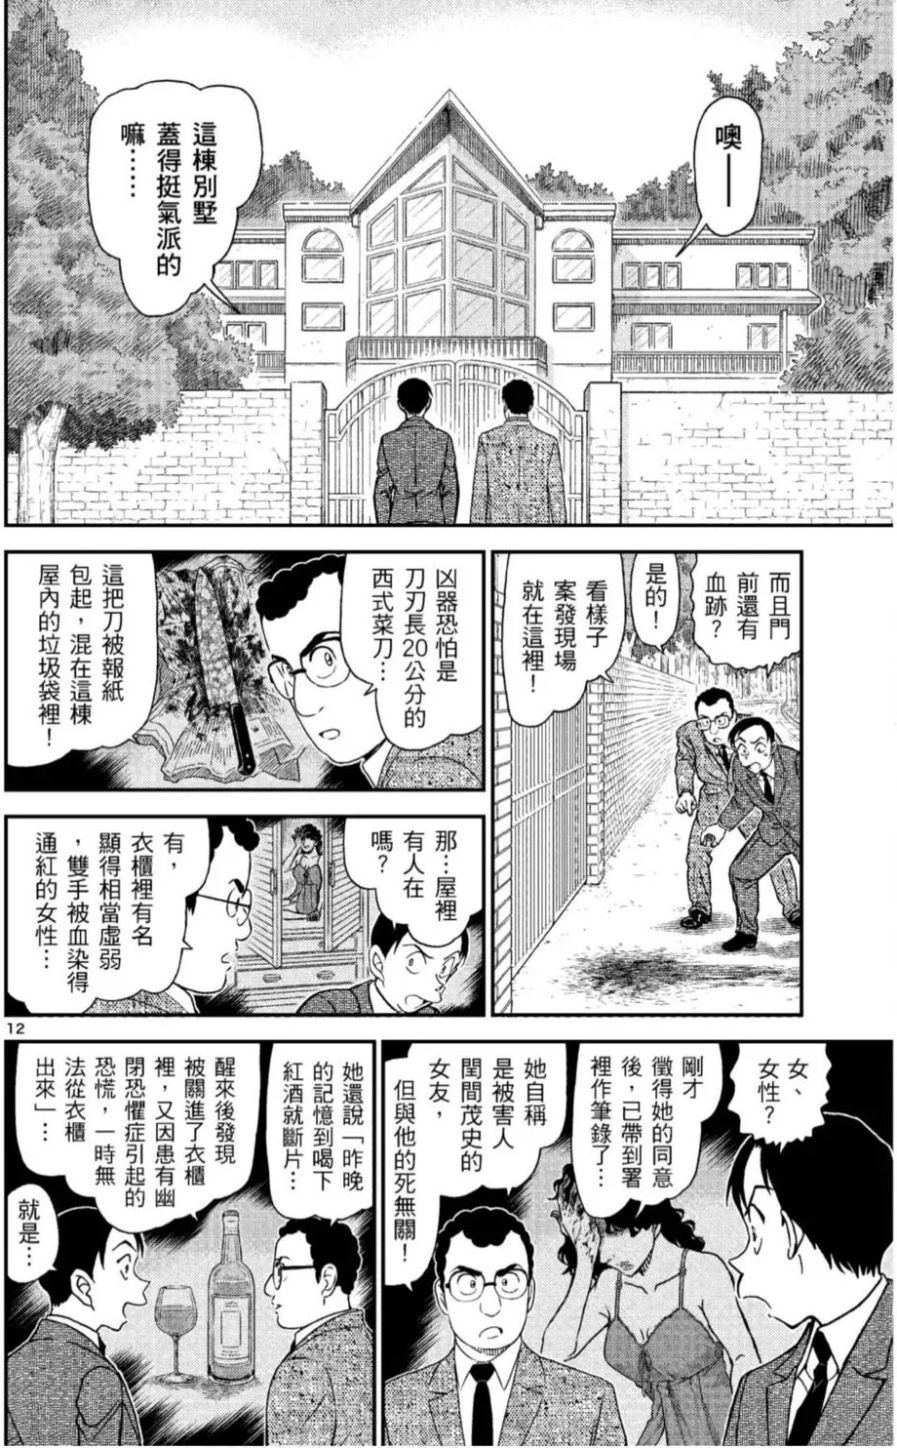 噢——
這棟別墅
蓋得挺氣派的
嘛……
而且門
前還有
血跡？
是的！
看樣子
案發現場
就在這裡！
凶器恐怕是
刀刃長20公分的
西式菜刀…
這把刀被報紙
包起，混在這棟
屋內的垃圾袋裡！
那…屋裡
有人在
嗎？
有，
衣櫃裡有名
顯得相當虛弱
，雙手被血染得
通紅的女性…
12
女、
女性？
剛才
徵得她的同意
後，已帶到署
裡作筆錄了…
她自稱
是被害人
閨間茂史的
女友，
但與他的死無關！
她還說「昨晚
的記憶到喝下
紅酒就斷片…
醒來後發現
被關進了衣櫃
裡，又因患有幽
閉恐懼症引起的
恐慌，一時無
法從衣櫃
出來」…
就是…